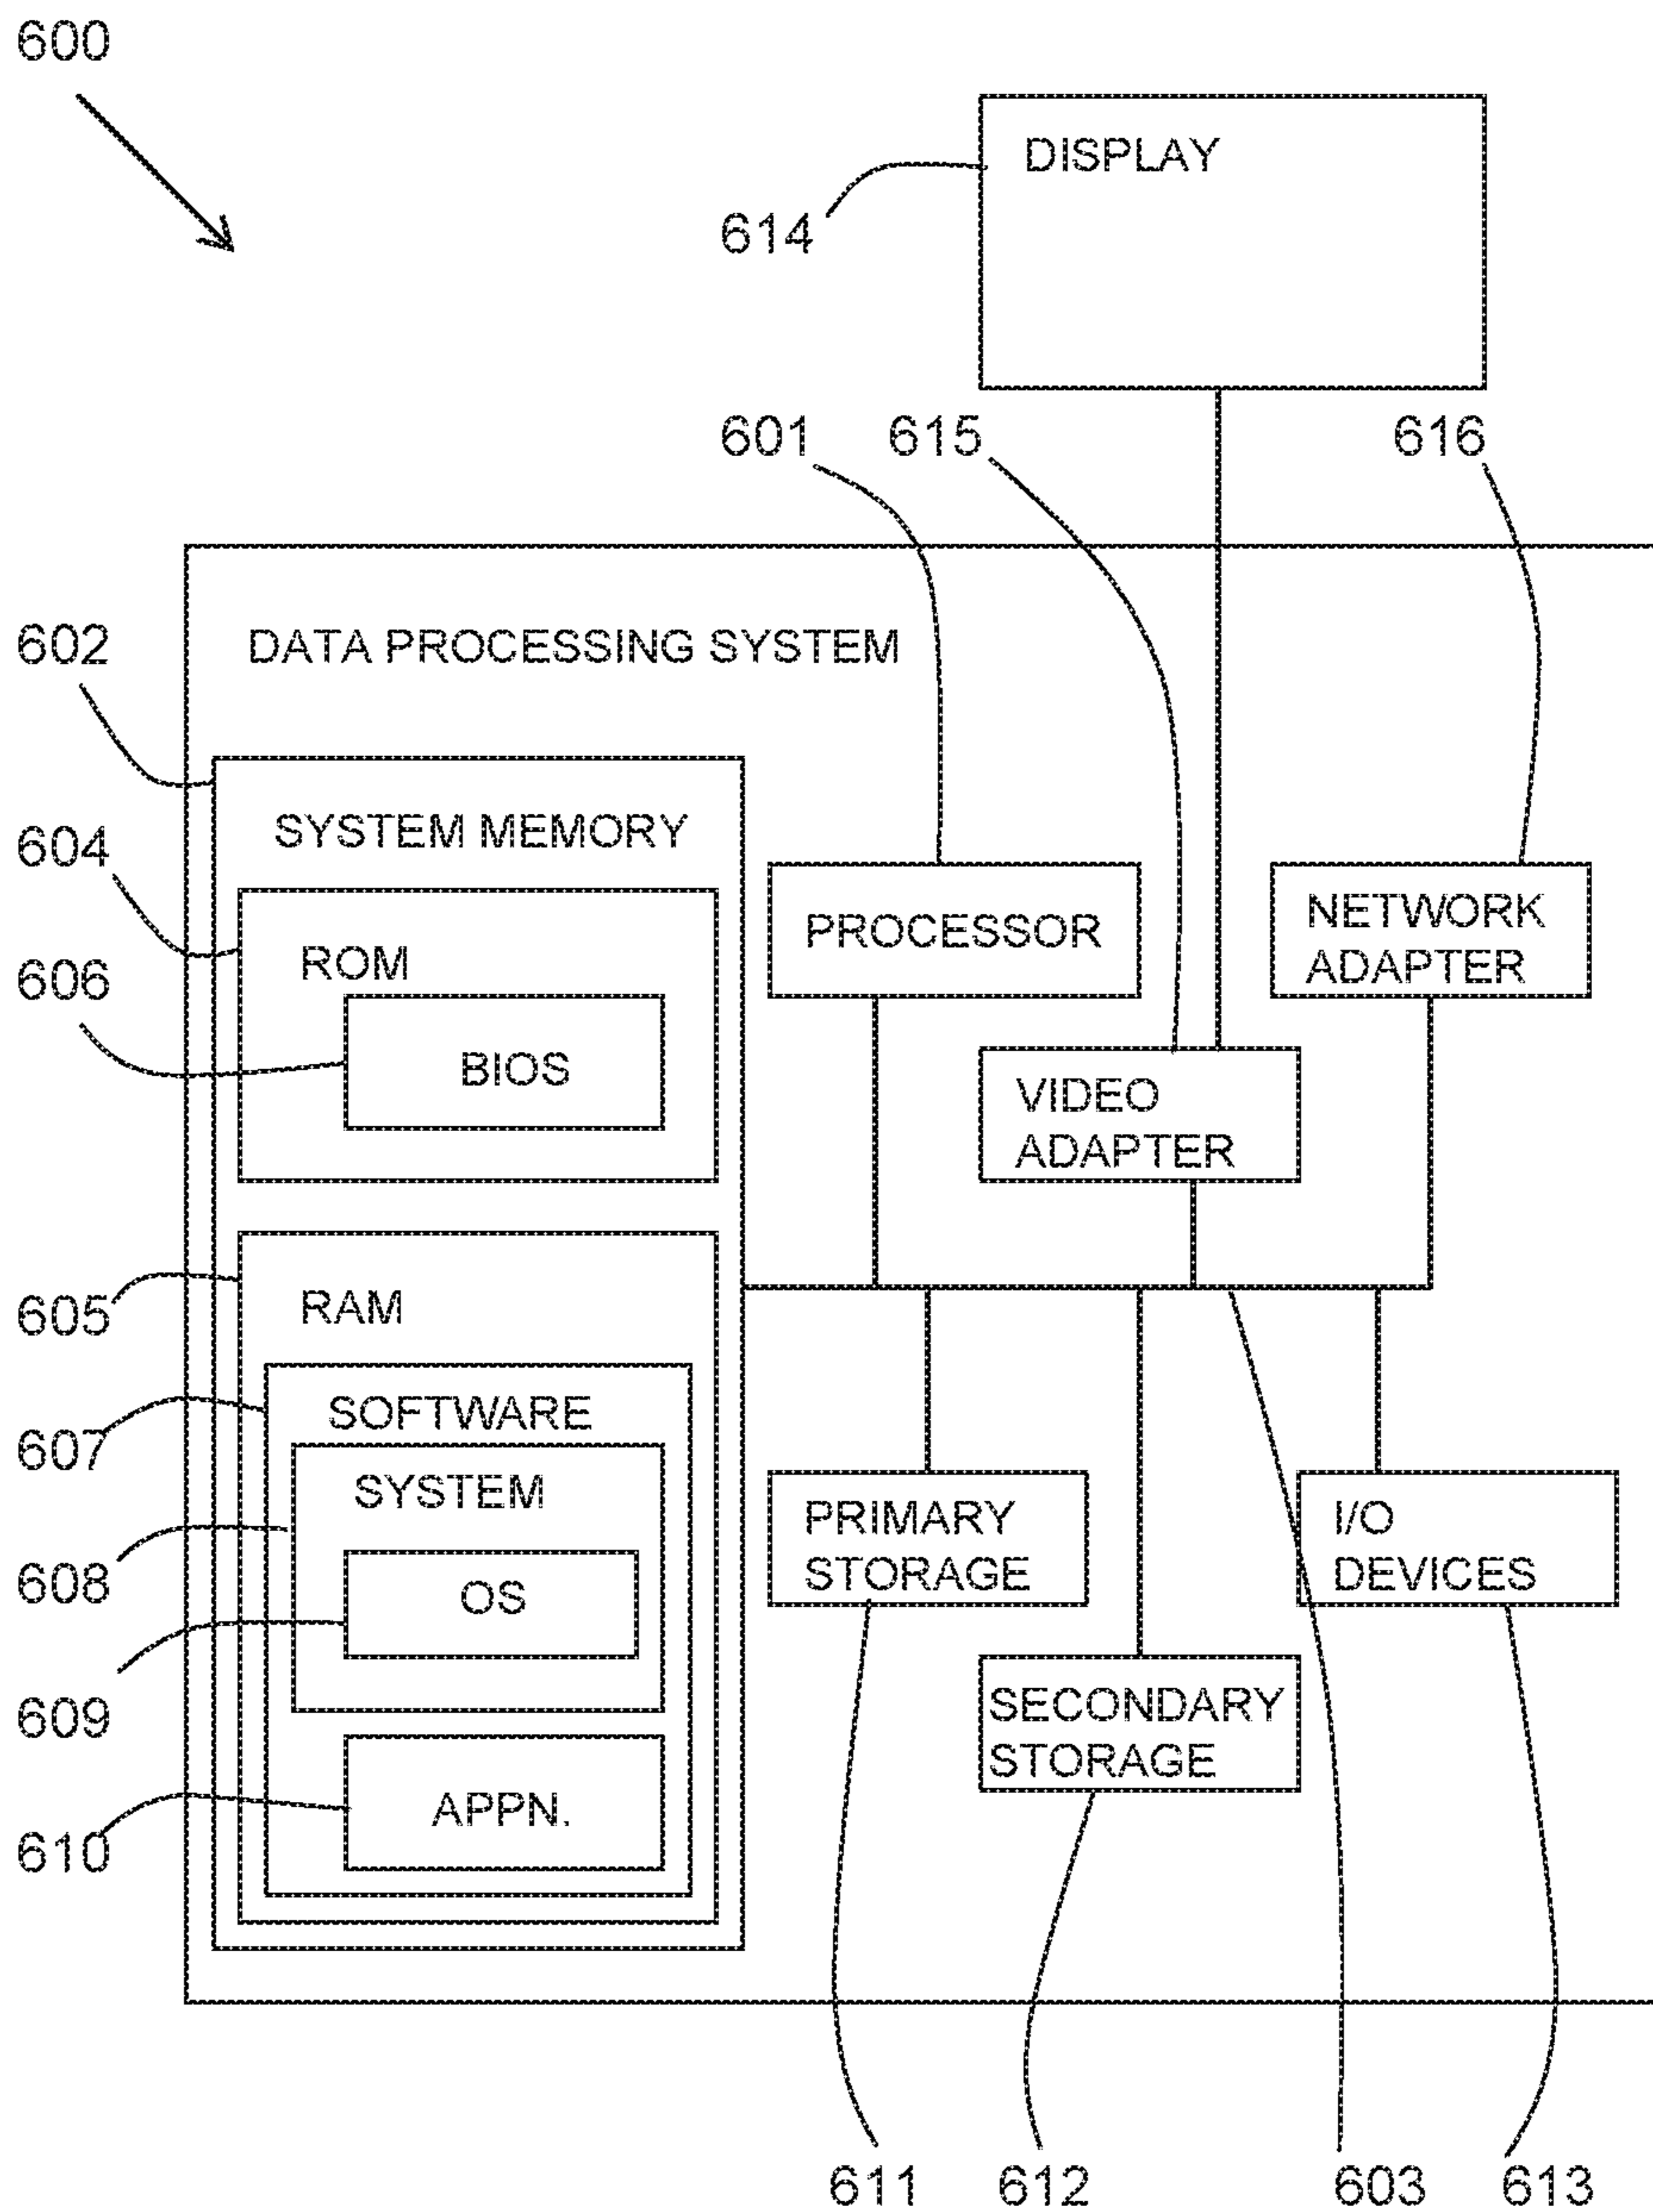 600
DISPLAY
614
601
615
616
602
DATA PROCESSING SYSTEM
SYSTEM MEMORY
604
ROM
606
BIOS
PROCESSOR
NETWORK
ADAPTER
VIDEO
ADAPTER
605
RAM
607
SOFTWARE
608
SYSTEM
609
OS
610
APPN.
PRIMARY
STORAGE
I/O
DEVICES
SECONDARY
STORAGE
611
612
603
613